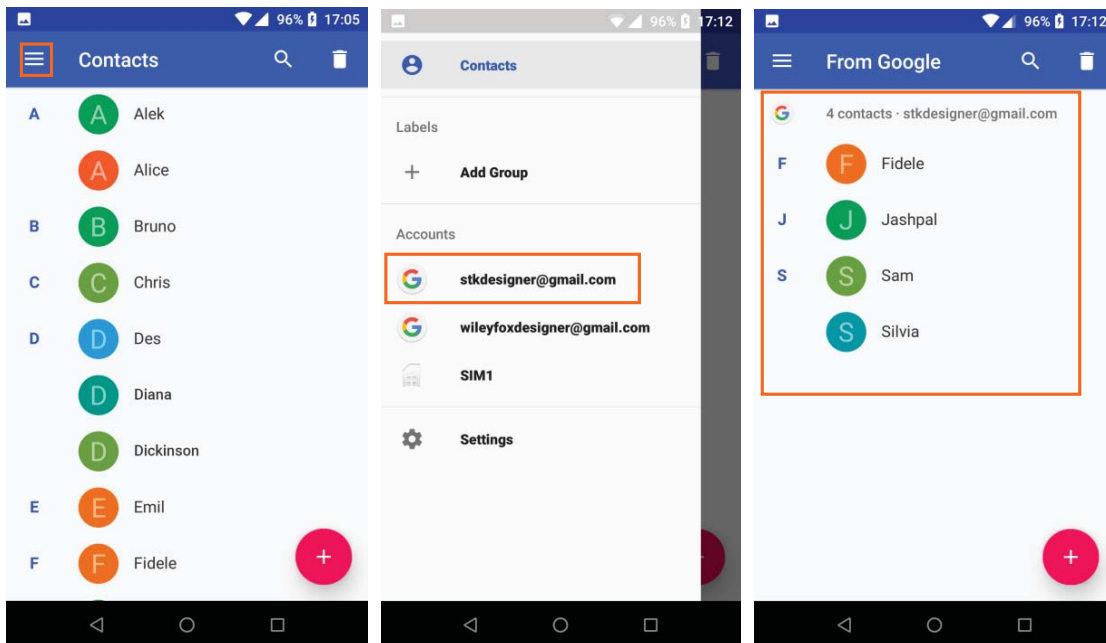 96% 17:05
Contacts
A A Alek
A Alice
B B Bruno
C C Chris
D D Des
D Diana
D Dickinson
E E Emil
F F Fidele
96% 17:12
Contacts
Labels
Add Group
Accounts
G stkdesigner@gmail.com
G wileyfoxdesigner@gmail.com
SIM1
Settings
96% 17:12
From Google
G 4 contacts · stkdesigner@gmail.com
F F Fidele
J J Jashpal
S S Sam
S Silvia